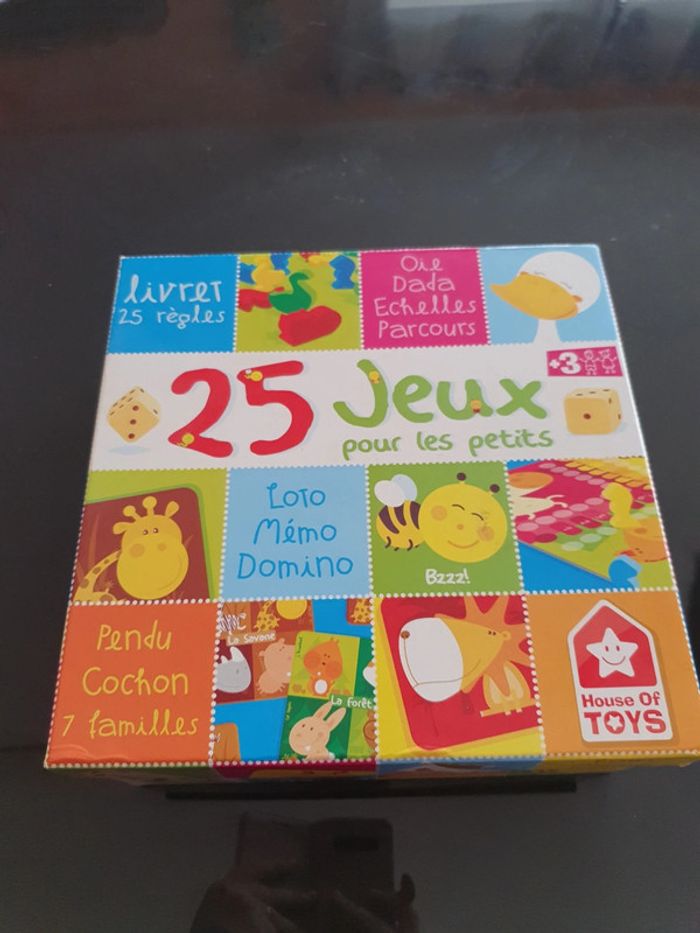 Livret
25 règles
Oie
Dada
Echelles
Parcours
+3
25 Jeux
pour les petits
Loto
Mémo
Domino
Bzzz!
Pendu
Cochon
7 familles
La Savane
La Forêt
House Of
TOYS